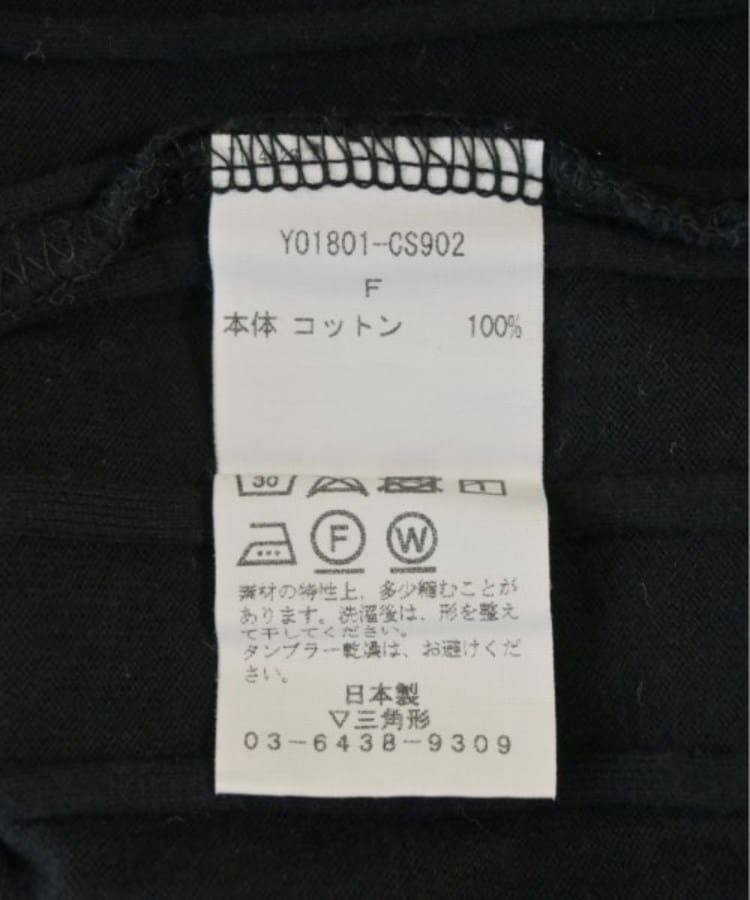 Y01801-CS902
F
本体 コットン 100%
30
F W
素材の特性上、多少縮むことが
あります。洗濯後は、形を整え
て干してください。
タンブラー乾燥は、お避けくだ
さい。
日本製
▽三角形
03-6438-9309